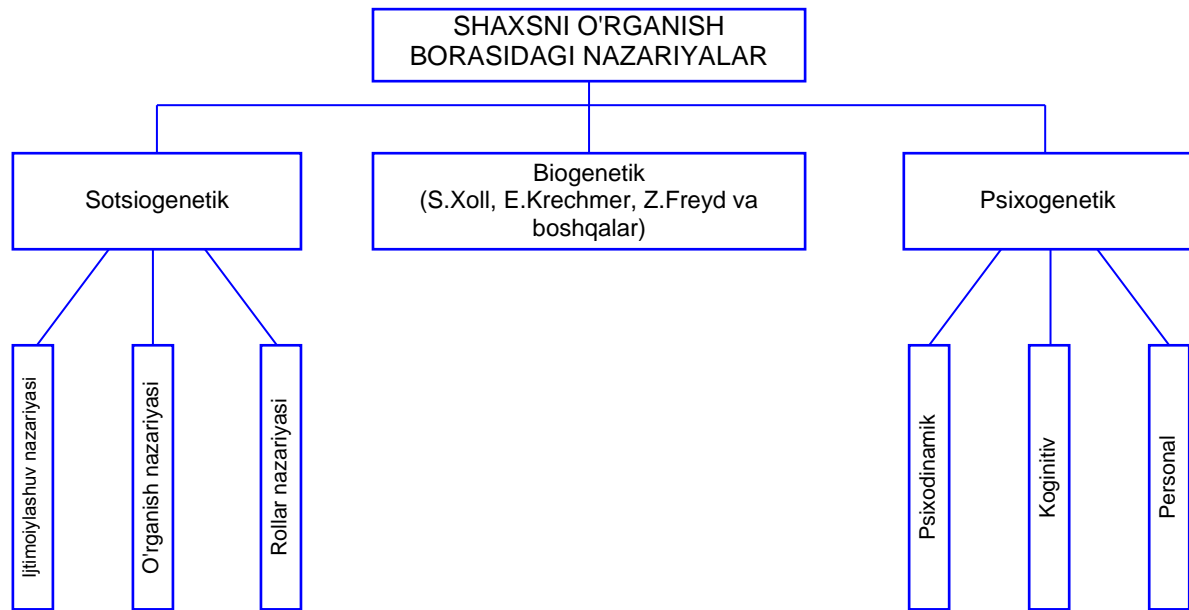 SHAXSNI O'RGANISH
BORASIDAGI NAZARIYALAR
Sotsiogenetik
Biogenetik
(S.Xoll, E.Krechmer, Z.Freyd va
boshqalar)
Psixogenetik
Ijtimoiylashuv nazariyasi
O'rganish nazariyasi
Rollar nazariyasi
Psixodinamik
Koginitiv
Personal